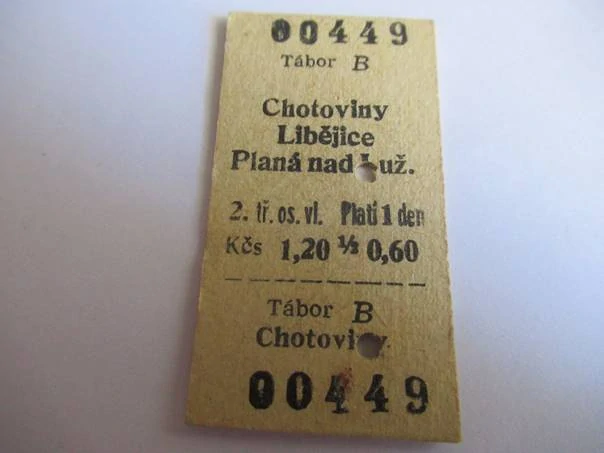 00449
Tábor B
Chotoviny
Libějice
Planá nad Luž.
2. tř. os. vl. Platí 1 den
Kčs 1,20 ½ 0,60
Tábor B
Chotoviny
00449